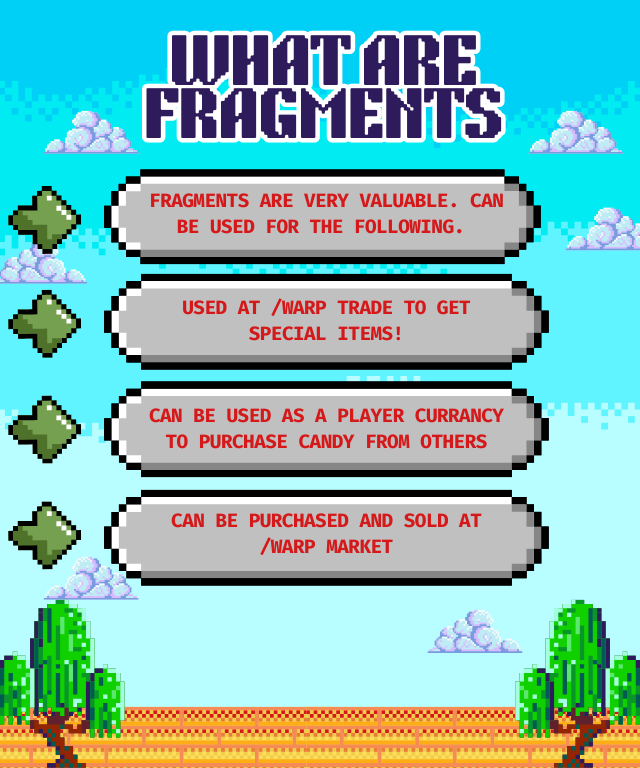 WHAT ARE
FRAGMENTS
FRAGMENTS ARE VERY VALUABLE. CAN
BE USED FOR THE FOLLOWING.
USED AT /WARP TRADE TO GET
SPECIAL ITEMS!
CAN BE USED AS A PLAYER CURRANCY
TO PURCHASE CANDY FROM OTHERS
CAN BE PURCHASED AND SOLD AT
/WARP MARKET